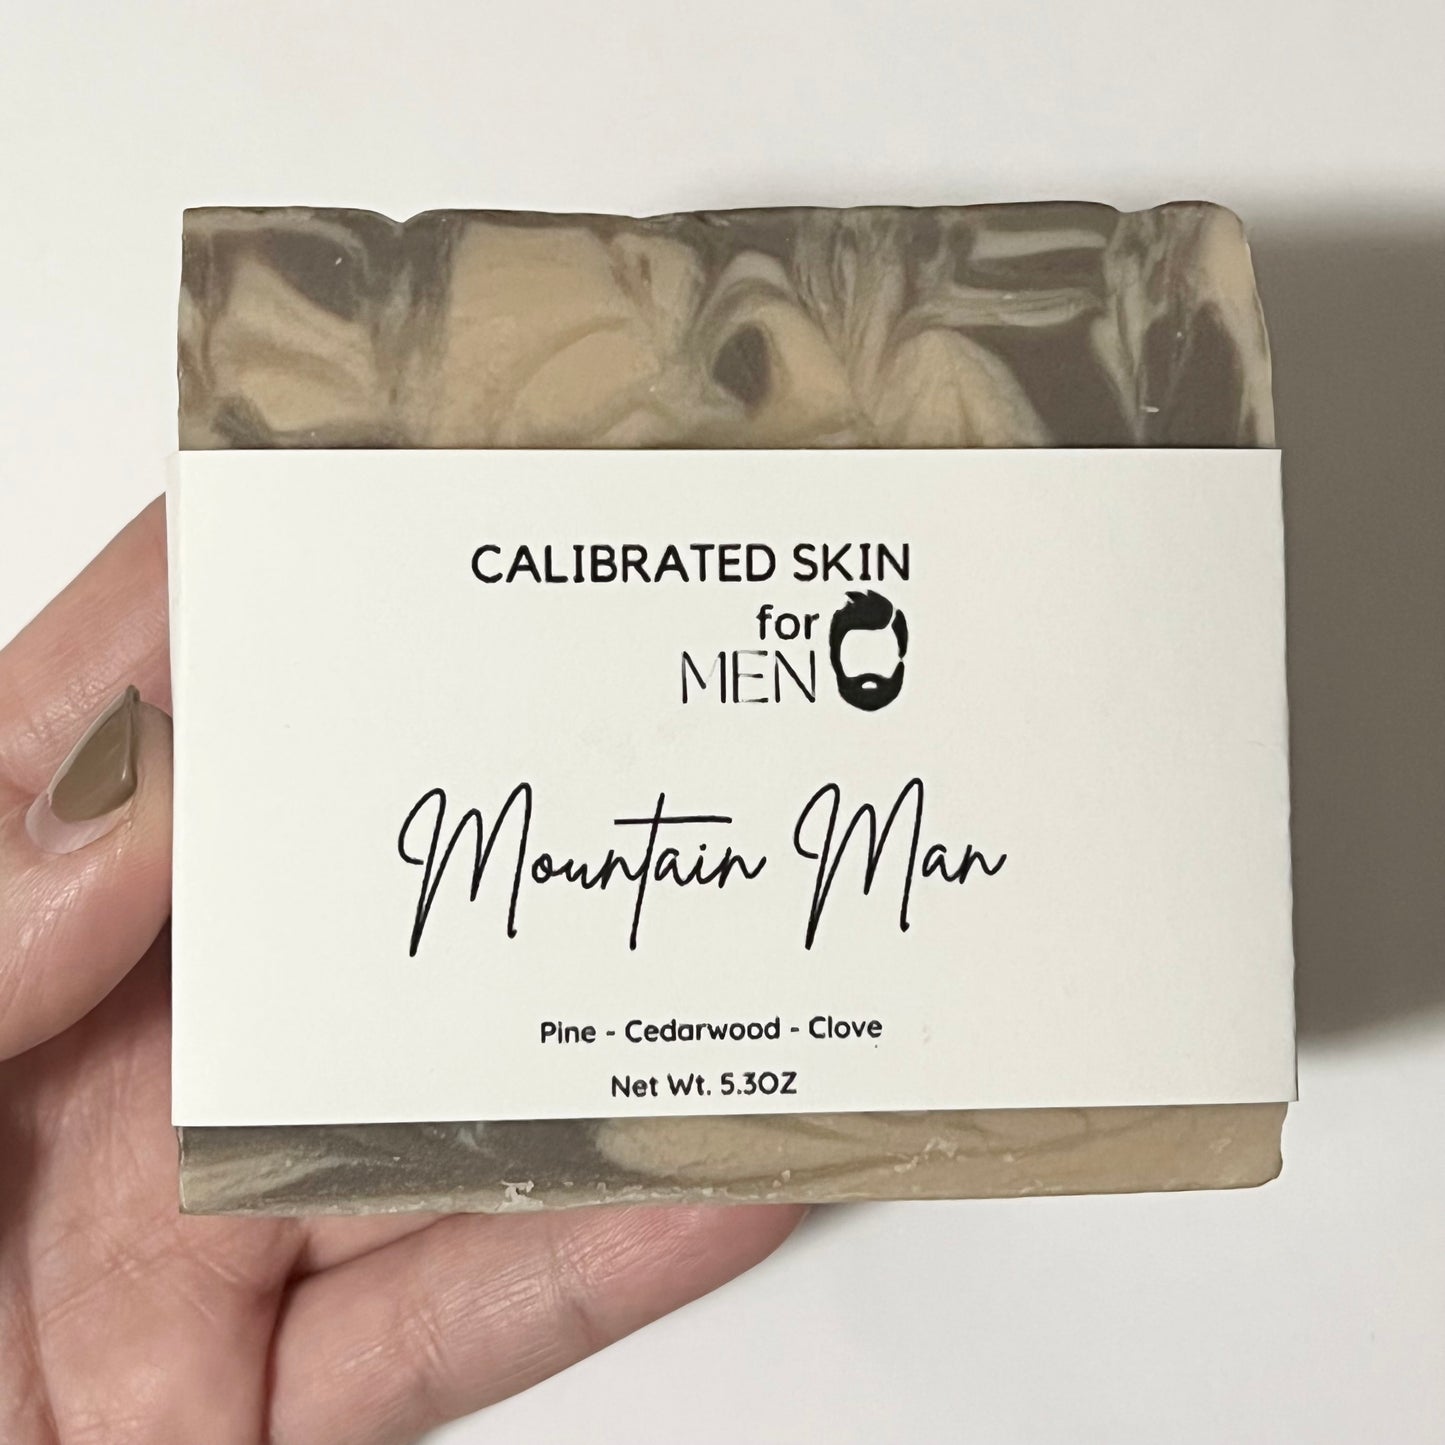 CALIBRATED SKIN
for
MEN
Mountain Man
Pine - Cedarwood - Clove
Net Wt. 5.3OZ